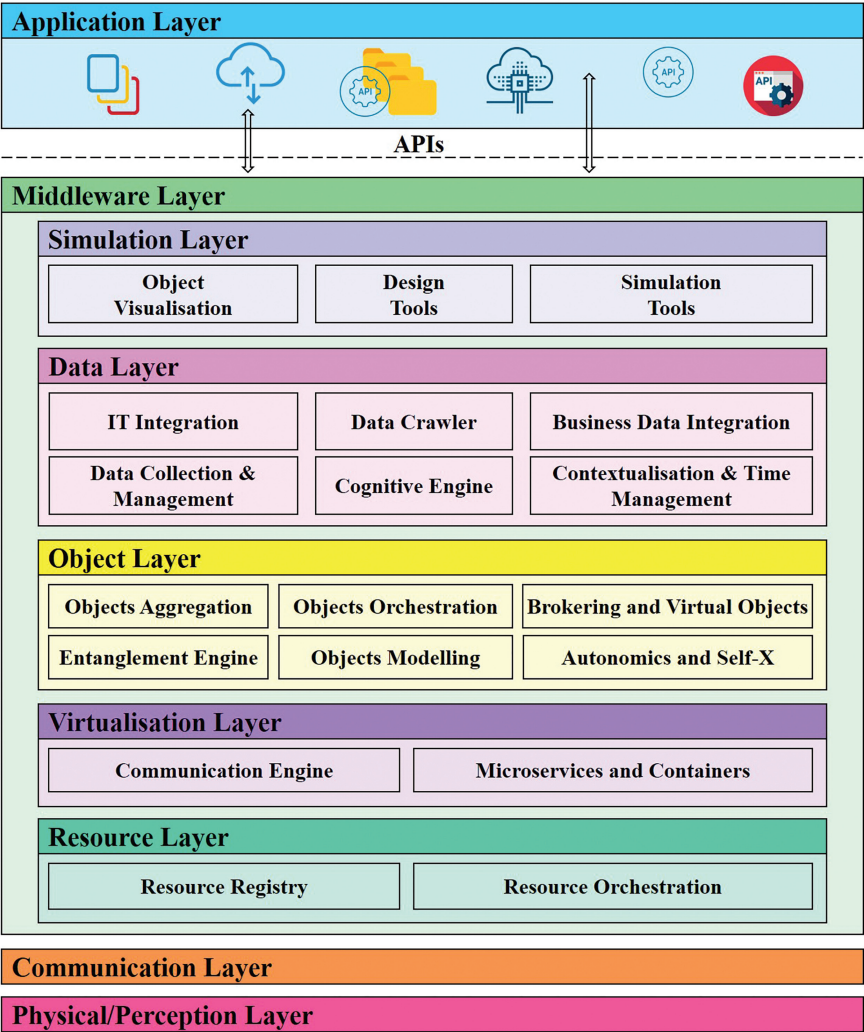 Application Layer
API
API
API
APIs
Middleware Layer
Simulation Layer
Object
Visualisation
Design
Tools
Simulation
Tools
Data Layer
IT Integration
Data Crawler
Business Data Integration
Data Collection &
Management
Cognitive Engine
Contextualisation & Time
Management
Object Layer
Objects Aggregation
Objects Orchestration
Brokering and Virtual Objects
Entanglement Engine
Objects Modelling
Autonomics and Self-X
Virtualisation Layer
Communication Engine
Microservices and Containers
Resource Layer
Resource Registry
Resource Orchestration
Communication Layer
Physical/Perception Layer